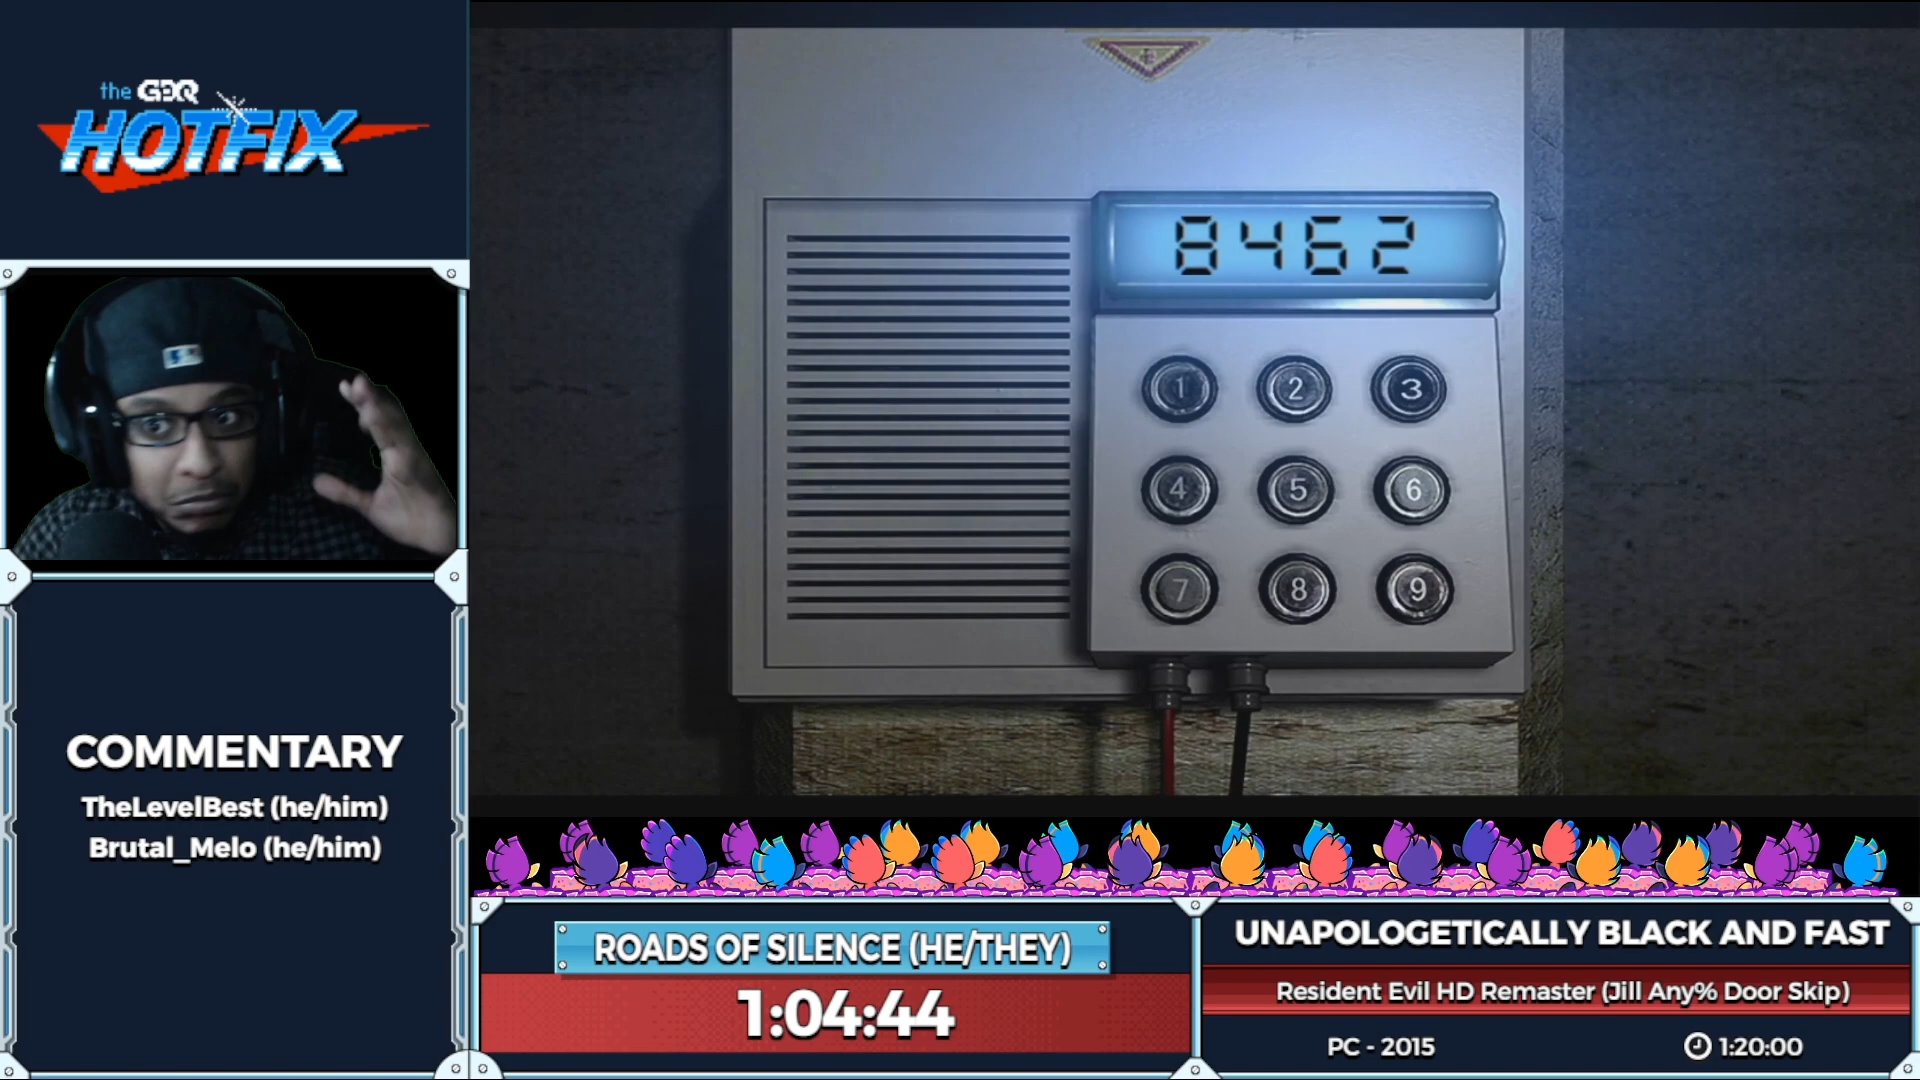 the GDQ
HOTFIX
8462
1 2 3
4 5 6
7 8 9
COMMENTARY
TheLevelBest (he/him)
Brutal_Melo (he/him)
ROADS OF SILENCE (HE/THEY)
1:04:44
UNAPOLOGETICALLY BLACK AND FAST
Resident Evil HD Remaster (Jill Any% Door Skip)
PC - 2015
1:20:00